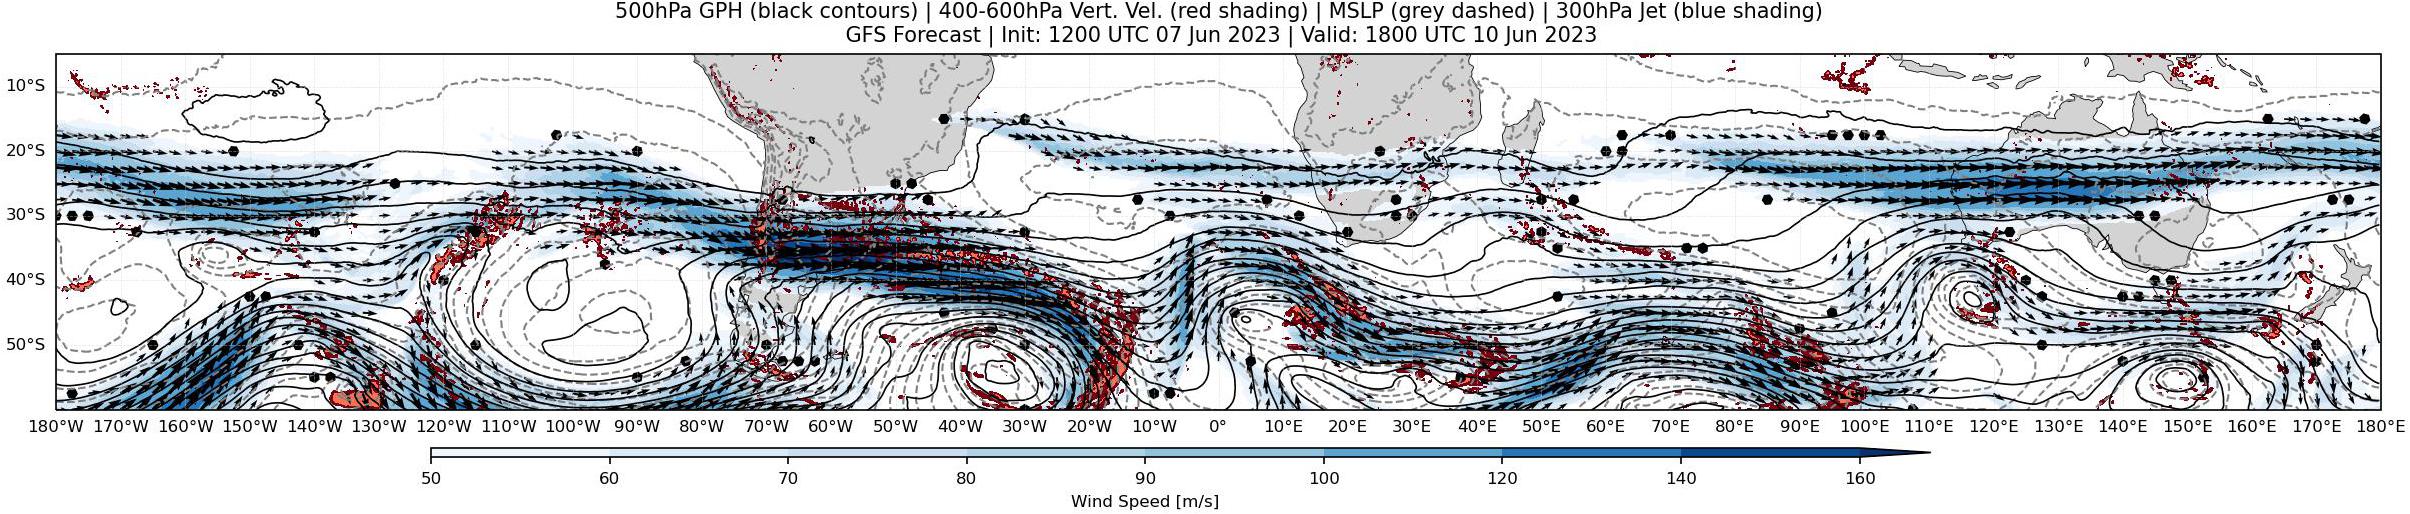 500hPa GPH (black contours) | 400-600hPa Vert. Vel. (red shading) | MSLP (grey dashed) | 300hPa Jet (blue shading)
GFS Forecast | Init: 1200 UTC 07 Jun 2023 | Valid: 1800 UTC 10 Jun 2023
10°S
20°S
30°S
40°S
50°S
180°W 170°W 160°W 150°W 140°W 130°W 120°W 110°W 100°W 90°W 80°W 70°W 60°W 50°W 40°W 30°W 20°W 10°W 0° 10°E 20°E 30°E 40°E 50°E 60°E 70°E 80°E 90°E 100°E 110°E 120°E 130°E 140°E 150°E 160°E 170°E 180°E
50 60 70 80 90 100 120 140 160
Wind Speed [m/s]